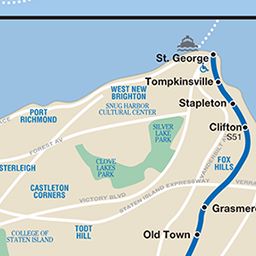 St. George
Tompkinsville
WEST NEW
BRIGHTON
SNUG HARBOR
CULTURAL CENTER
Stapleton
PORT
RICHMOND
SILVER
LAKE
PARK
Clifton
S51
FOREST AV
VANDERBILT
CLOVE
LAKES
PARK
FOX
HILLS
CASTLETON
CORNERS
VICTORY BLVD
STATEN ISLAND EXPRESSWAY
Grasmer
COLLEGE OF
STATEN ISLAND
TODT
HILL
Old Town